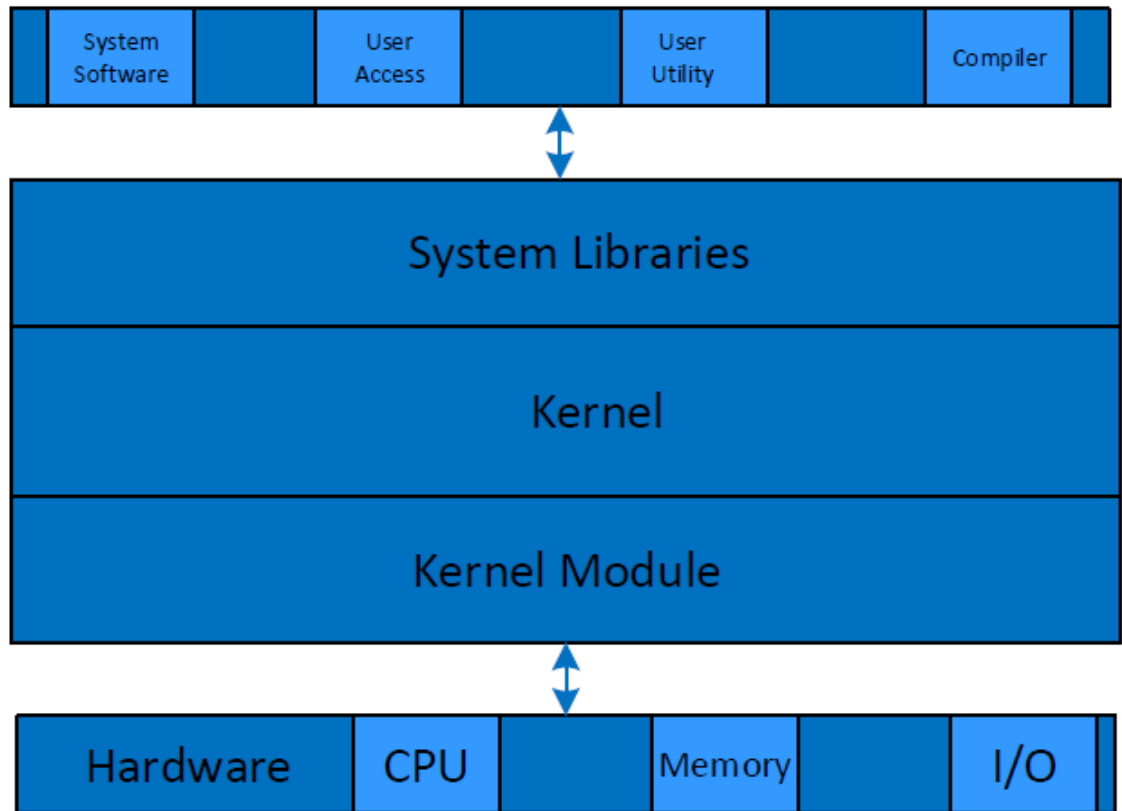 System
Software
User
Access
User
Utility
Compiler
System Libraries
Kernel
Kernel Module
Hardware
CPU
Memory
I/O